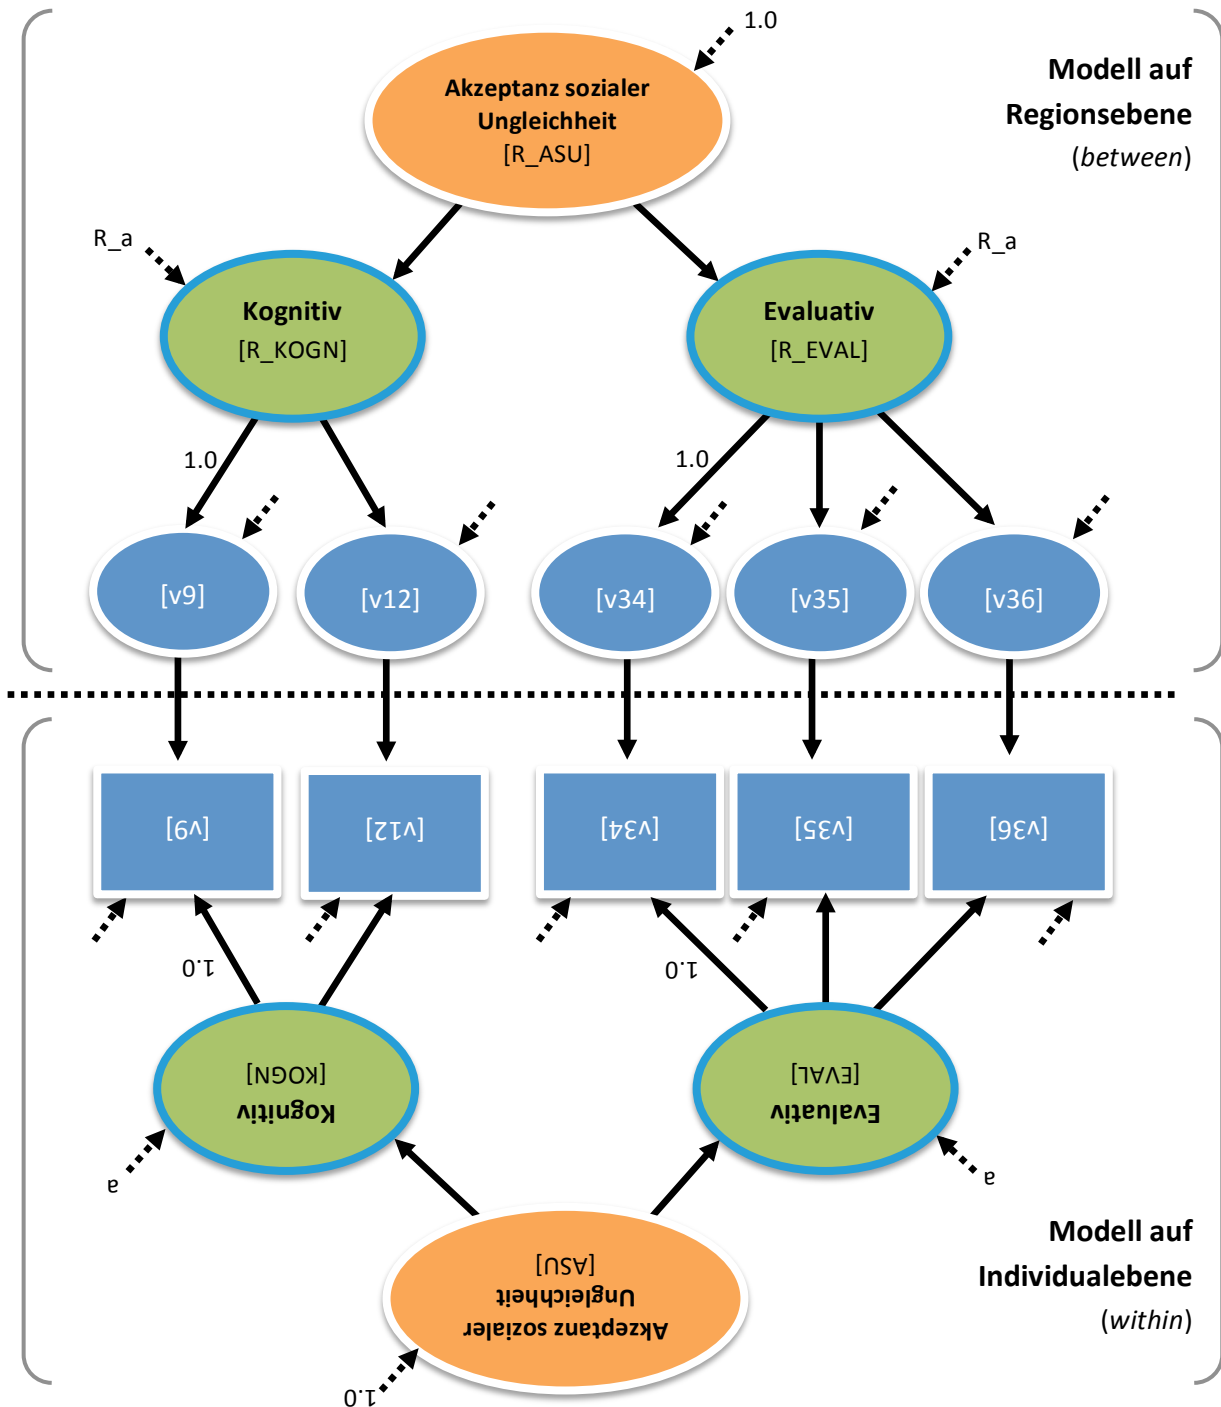 1.0
Modell auf
Regionsebene
(between)
Akzeptanz sozialer
Ungleichheit
[R_ASU]
R_a
R_a
Kognitiv
[R_KOGN]
Evaluativ
[R_EVAL]
1.0
1.0
[v9]
[v12]
[v34]
[v35]
[v36]
[v9]
[v12]
[v34]
[v35]
[v36]
1.0
1.0
Kognitiv
[KOGN]
Evaluativ
[EVAL]
a
a
Akzeptanz sozialer
Ungleichheit
[ASU]
1.0
Modell auf
Individualebene
(within)